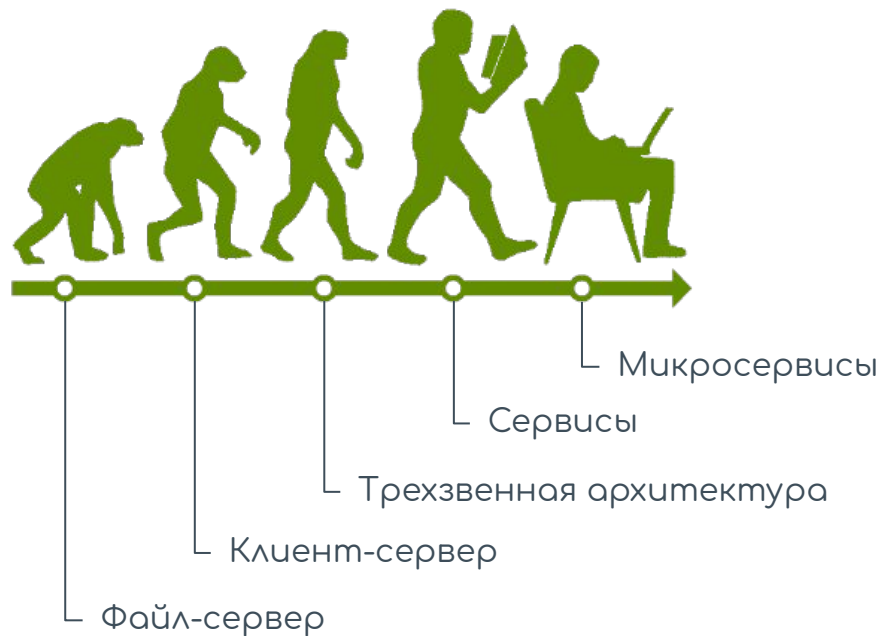 Микросервисы
Сервисы
Трехзвенная архитектура
Клиент-сервер
Файл-сервер